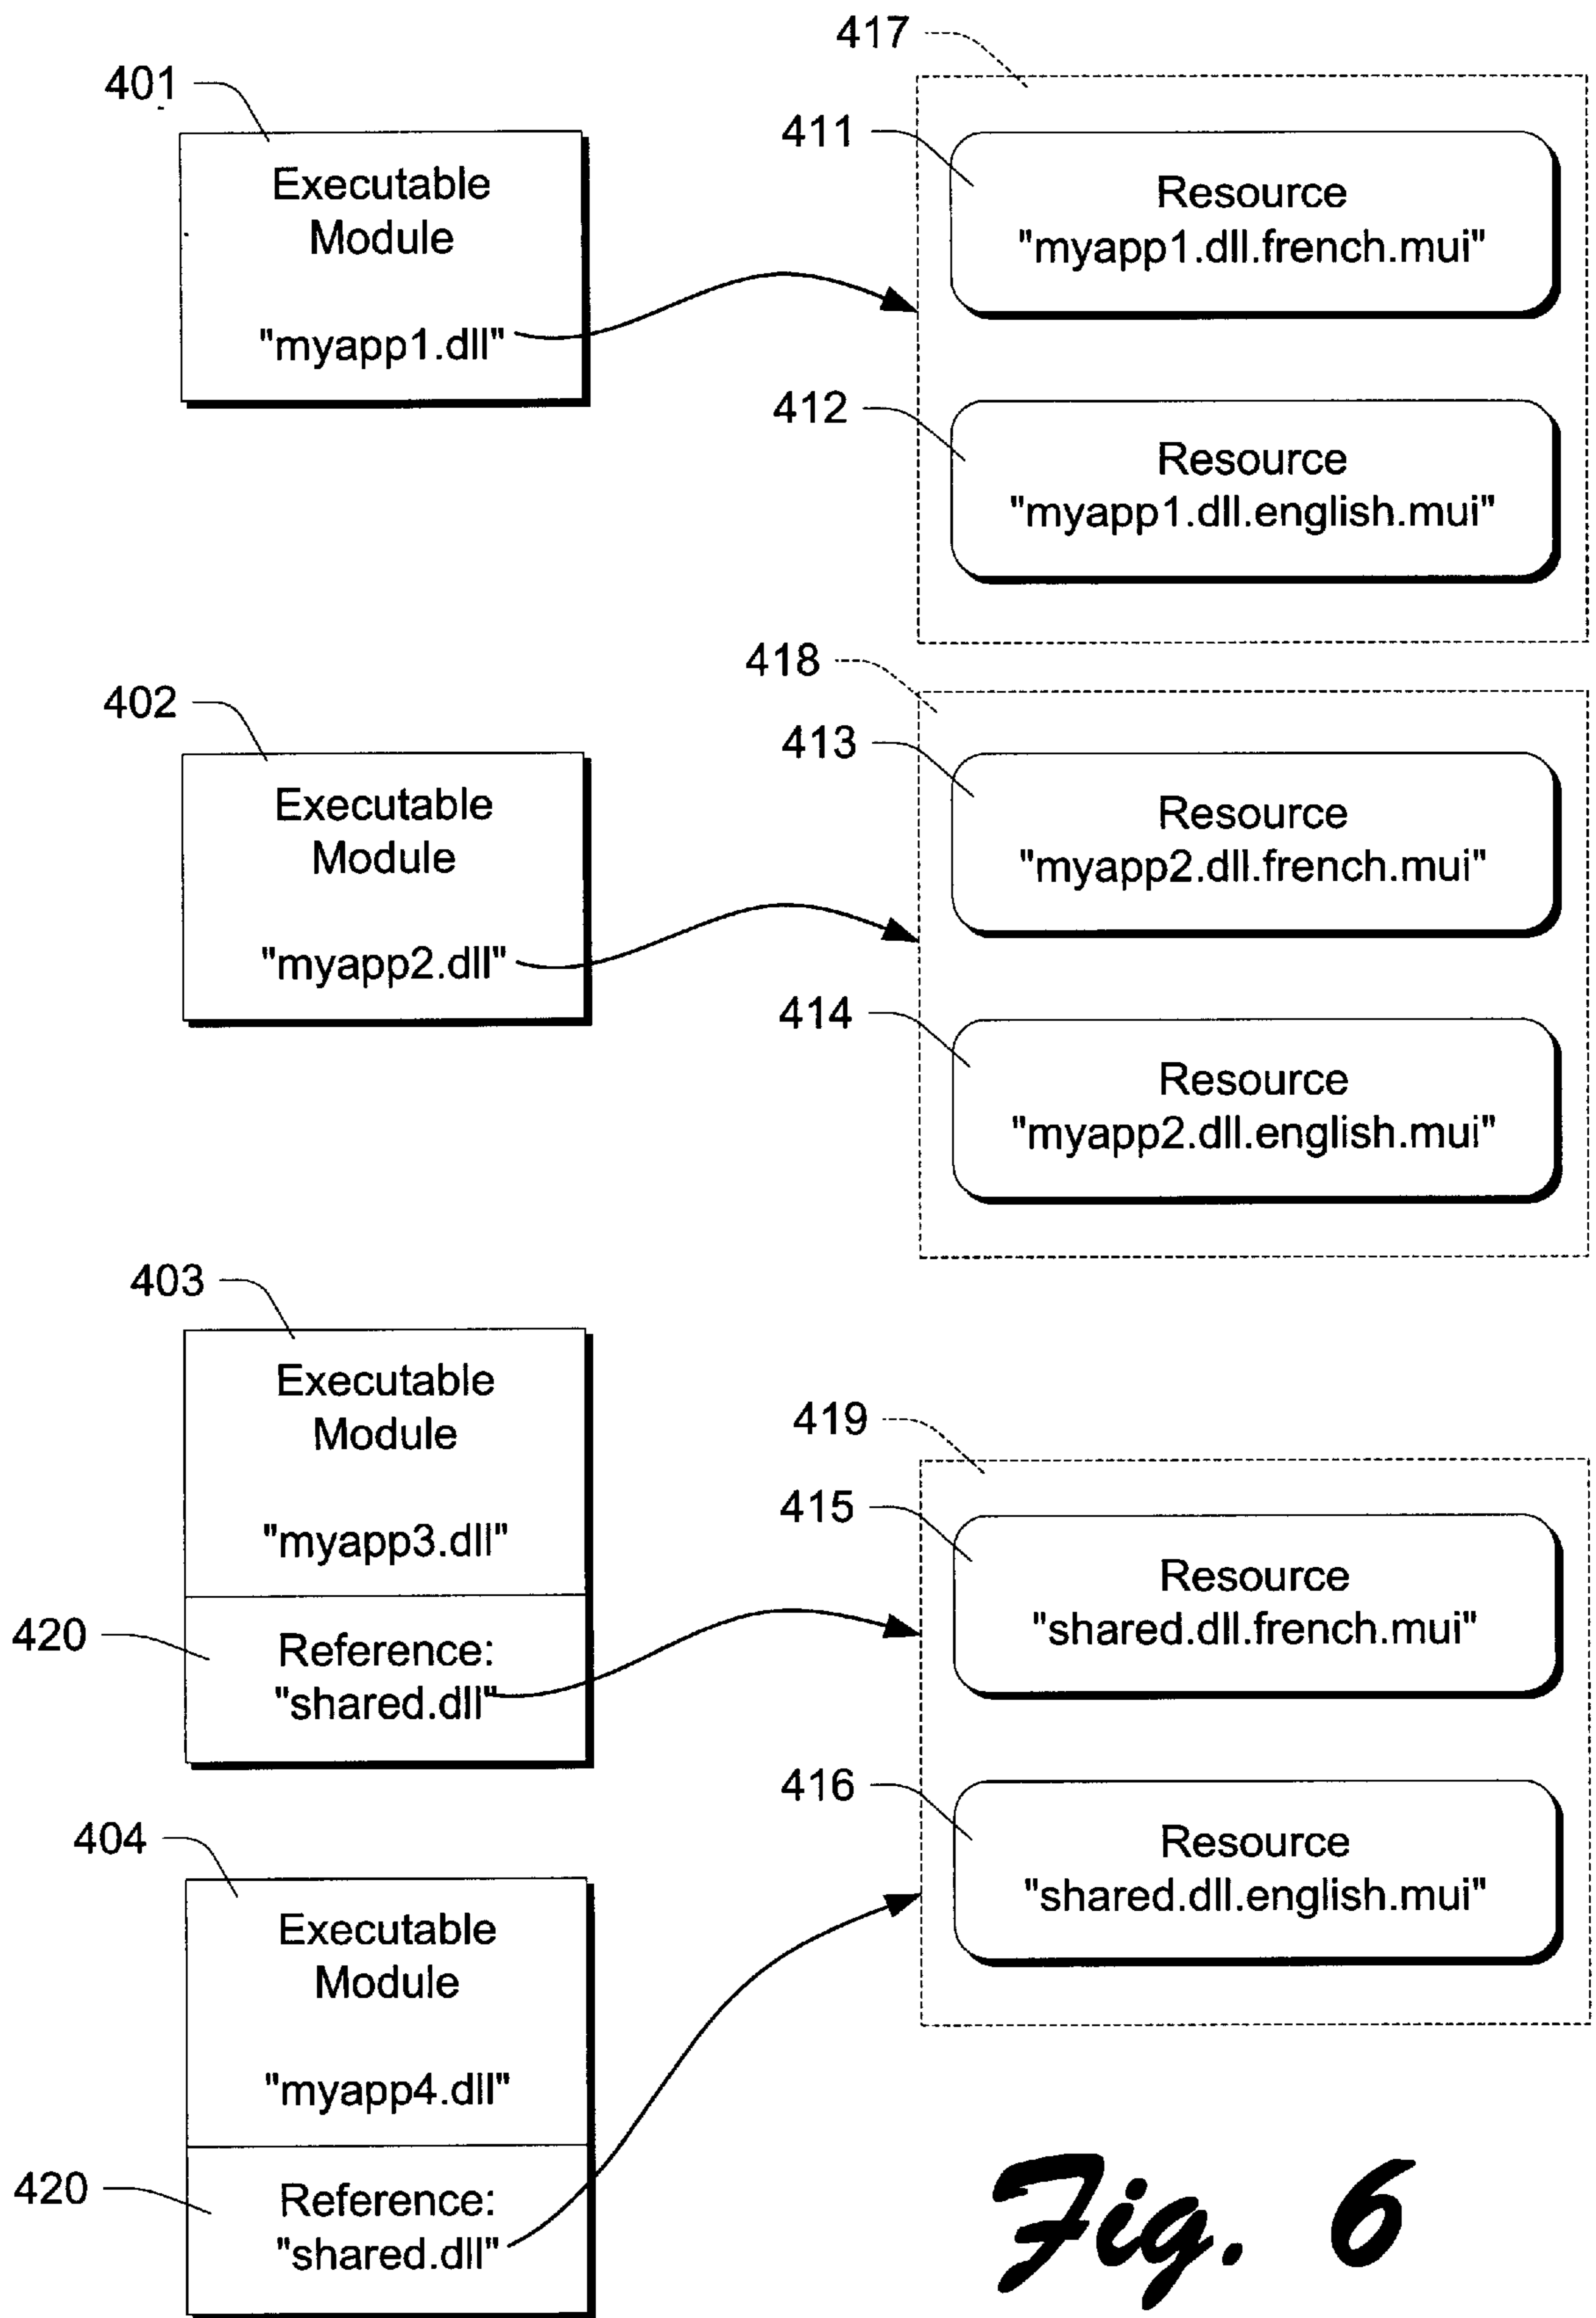 417
401
411
Executable
Module
"myapp1.dll"
Resource
"myapp1.dll.french.mui"
412
Resource
"myapp1.dll.english.mui"
418
402
413
Executable
Module
"myapp2.dll"
Resource
"myapp2.dll.french.mui"
414
Resource
"myapp2.dll.english.mui"
403
Executable
Module
"myapp3.dll"
420
Reference:
"shared.dll"
419
415
Resource
"shared.dll.french.mui"
416
Resource
"shared.dll.english.mui"
404
Executable
Module
"myapp4.dll"
420
Reference:
"shared.dll"
Fig. 6